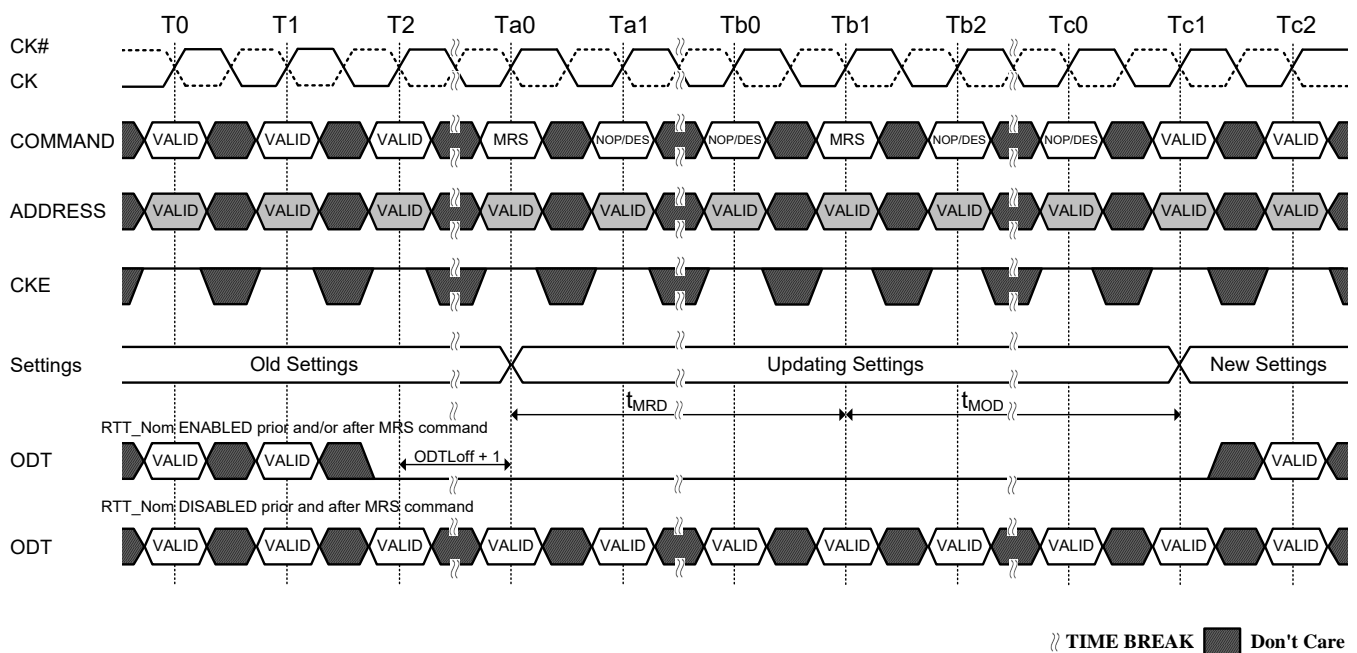 T0 T1 T2 Ta0 Ta1 Tb0 Tb1 Tb2 Tc0 Tc1 Tc2
CK#
CK
COMMAND VALID VALID VALID MRS NOP/DES NOP/DES MRS NOP/DES NOP/DES VALID VALID
ADDRESS VALID VALID VALID VALID VALID VALID VALID VALID VALID VALID VALID
CKE
Settings Old Settings Updating Settings New Settings
tMRD tMOD
RTT_Nom ENABLED prior and/or after MRS command
ODT VALID VALID ODTLoff + 1 VALID
RTT_Nom DISABLED prior and after MRS command
ODT VALID VALID VALID VALID VALID VALID VALID VALID VALID VALID VALID
TIME BREAK Don't Care